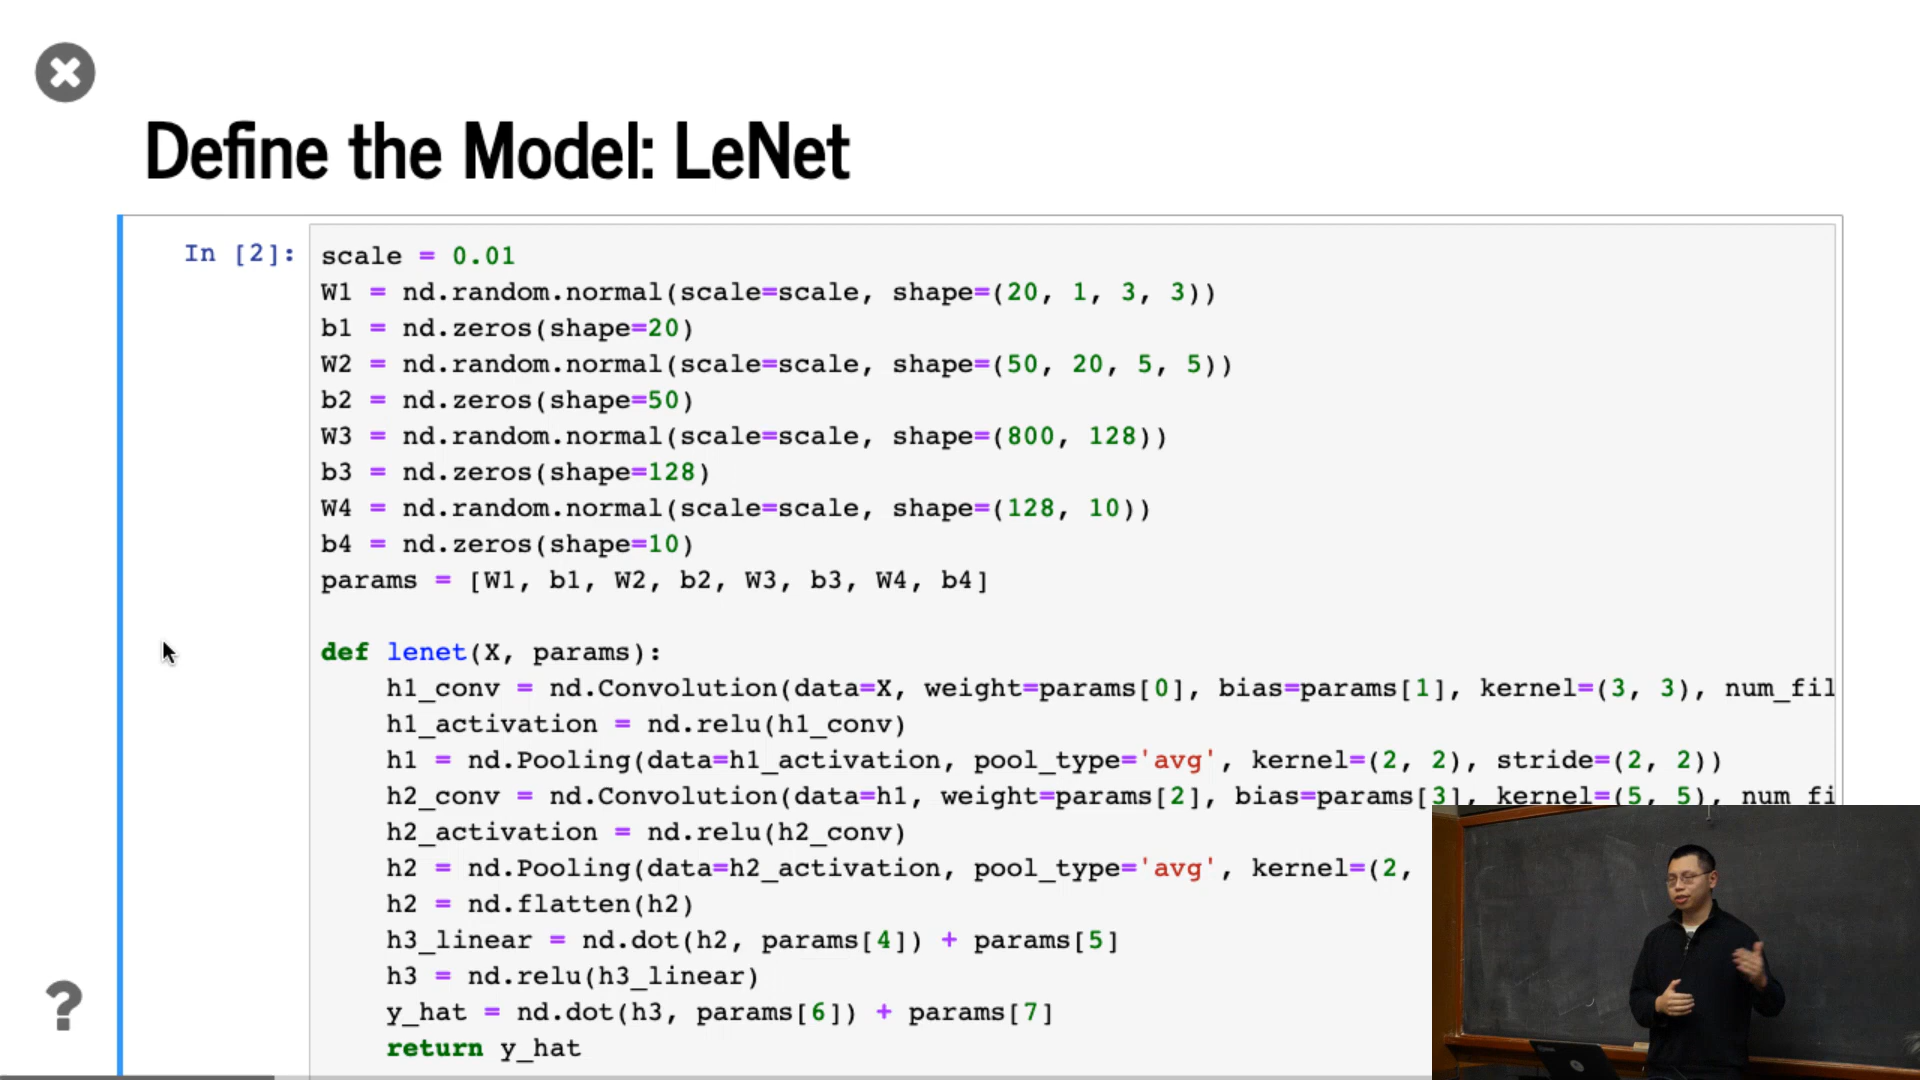 Define the Model: LeNet
In [2]:
scale = 0.01
W1 = nd.random.normal(scale=scale, shape=(20, 1, 3, 3))
b1 = nd.zeros(shape=20)
W2 = nd.random.normal(scale=scale, shape=(50, 20, 5, 5))
b2 = nd.zeros(shape=50)
W3 = nd.random.normal(scale=scale, shape=(800, 128))
b3 = nd.zeros(shape=128)
W4 = nd.random.normal(scale=scale, shape=(128, 10))
b4 = nd.zeros(shape=10)
params = [W1, b1, W2, b2, W3, b3, W4, b4]
def lenet(X, params):
h1_conv = nd.Convolution(data=X, weight=params[0], bias=params[1], kernel=(3, 3), num_fil
h1_activation = nd.relu(h1_conv)
h1 = nd.Pooling(data=h1_activation, pool_type='avg', kernel=(2, 2), stride=(2, 2))
h2_conv = nd.Convolution(data=h1, weight=params[2], bias=params[3], kernel=(5, 5), num_fi
h2_activation = nd.relu(h2_conv)
h2 = nd.Pooling(data=h2_activation, pool_type='avg', kernel=(2,
h2 = nd.flatten(h2)
h3_linear = nd.dot(h2, params[4]) + params[5]
h3 = nd.relu(h3_linear)
y_hat = nd.dot(h3, params[6]) + params[7]
return y_hat
?